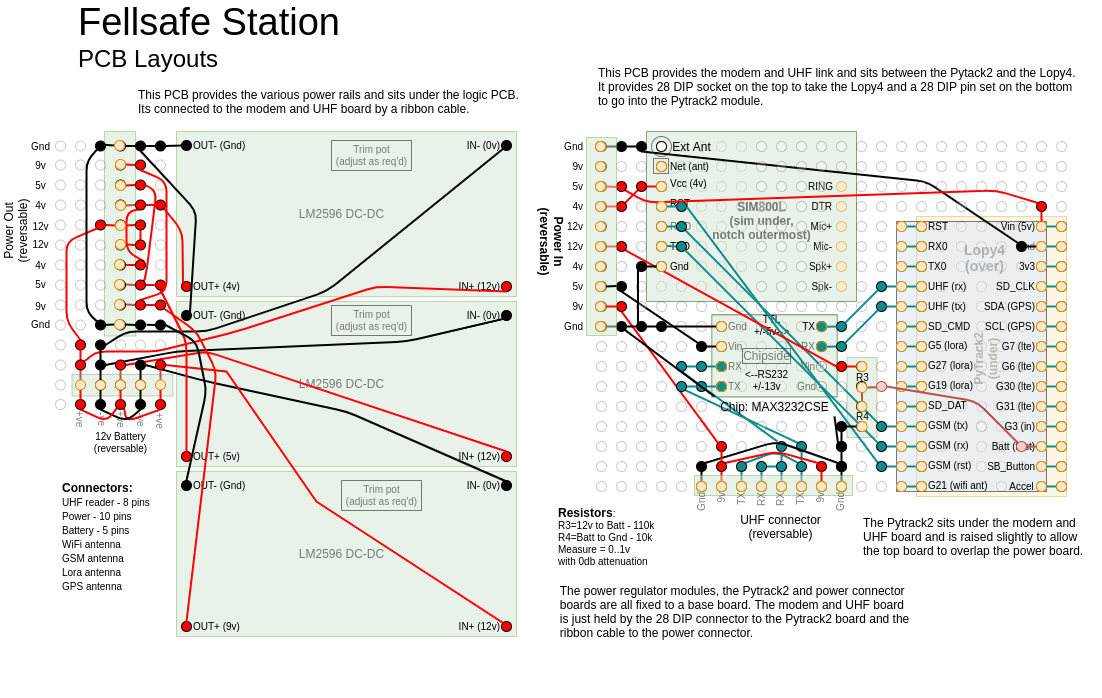 Fellsafe Station
PCB Layouts
This PCB provides the various power rails and sits under the logic PCB.
Its connected to the modem and UHF board by a ribbon cable.
Power Out
(reversable)
Gnd
9v
5v
4v
12v
12v
4v
5v
9v
Gnd
OUT- (Gnd)
Trim pot
(adjust as req'd)
IN- (0v)
LM2596 DC-DC
OUT+ (4v)
IN+ (12v)
OUT- (Gnd)
Trim pot
(adjust as req'd)
IN- (0v)
LM2596 DC-DC
OUT+ (5v)
IN+ (12v)
OUT- (Gnd)
Trim pot
(adjust as req'd)
IN- (0v)
LM2596 DC-DC
OUT+ (9v)
IN+ (12v)
+ve
-ve
+ve
-ve
+ve
12v Battery
(reversable)
Connectors:
UHF reader - 8 pins
Power - 10 pins
Battery - 5 pins
WiFi antenna
GSM antenna
Lora antenna
GPS antenna
This PCB provides the modem and UHF link and sits between the Pytack2 and the Lopy4.
It provides 28 DIP socket on the top to take the Lopy4 and a 28 DIP pin set on the bottom
to go into the Pytrack2 module.
Power In
(reversable)
Gnd
9v
5v
4v
12v
12v
4v
5v
9v
Gnd
Ext Ant
Net (ant)
Vcc (4v)
RST
Gnd
SIM800L
(sim under,
notch outermost)
RING
DTR
Mic+
Mic-
Spk+
Spk-
Gnd
Vin
RX
TX
TTL
+/-5v-->
Chipside
<--RS232
+/-13v
TX
RX
Gnd
Chip: MAX3232CSE
R3
R4
Lopy4
(over)
Pytrack2
(under)
RST
RX0
TX0
UHF (rx)
UHF (tx)
SD_CMD
G5 (lora)
G27 (lora)
G19 (lora)
SD_DAT
GSM (tx)
GSM (rx)
GSM (rst)
G21 (wifi ant)
Vin (5v)
3v3
SD_CLK
SDA (GPS)
SCL (GPS)
G7 (lte)
G6 (lte)
G30 (lte)
G31 (lte)
G3 (in)
Batt
SB_Button
Accel
Gnd
9v
TX
RX
RX
TX
9v
Gnd
UHF connector
(reversable)
Resistors:
R3=12v to Batt - 110k
R4=Batt to Gnd - 10k
Measure = 0..1v
with 0db attenuation
The Pytrack2 sits under the modem and
UHF board and is raised slightly to allow
the top board to overlap the power board.
The power regulator modules, the Pytrack2 and power connector
boards are all fixed to a base board. The modem and UHF board
is just held by the 28 DIP connector to the Pytrack2 board and the
ribbon cable to the power connector.